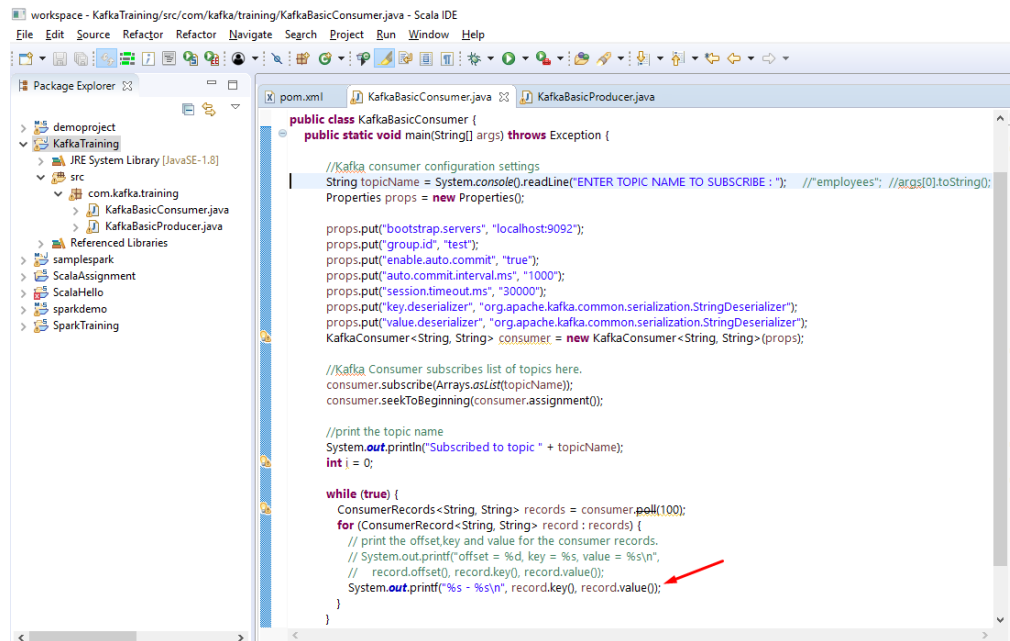 workspace - KafkaTraining/src/com/kafka/training/KafkaBasicConsumer.java - Scala IDE
File Edit Source Refactor Refactor Navigate Search Project Run Window Help
Package Explorer
demoproject
KafkaTraining
JRE System Library [JavaSE-1.8]
src
com.kafka.training
KafkaBasicConsumer.java
KafkaBasicProducer.java
Referenced Libraries
samplespark
ScalaAssignment
ScalaHello
sparkdemo
SparkTraining
pom.xml KafkaBasicConsumer.java KafkaBasicProducer.java
public class KafkaBasicConsumer {
public static void main(String[] args) throws Exception {
//Kafka consumer configuration settings
String topicName = System.console().readLine("ENTER TOPIC NAME TO SUBSCRIBE : "); //"employees"; //args[0].toString();
Properties props = new Properties();
props.put("bootstrap.servers", "localhost:9092");
props.put("group.id", "test");
props.put("enable.auto.commit", "true");
props.put("auto.commit.interval.ms", "1000");
props.put("session.timeout.ms", "30000");
props.put("key.deserializer", "org.apache.kafka.common.serialization.StringDeserializer");
props.put("value.deserializer", "org.apache.kafka.common.serialization.StringDeserializer");
KafkaConsumer<String, String> consumer = new KafkaConsumer<String, String>(props);
//Kafka Consumer subscribes list of topics here.
consumer.subscribe(Arrays.asList(topicName));
consumer.seekToBeginning(consumer.assignment());
//print the topic name
System.out.println("Subscribed to topic " + topicName);
int i = 0;
while (true) {
ConsumerRecords<String, String> records = consumer.poll(100);
for (ConsumerRecord<String, String> record : records) {
// print the offset,key and value for the consumer records.
// System.out.printf("offset = %d, key = %s, value = %s\n",
// record.offset(), record.key(), record.value());
System.out.printf("%s - %s\n", record.key(), record.value());
}
}